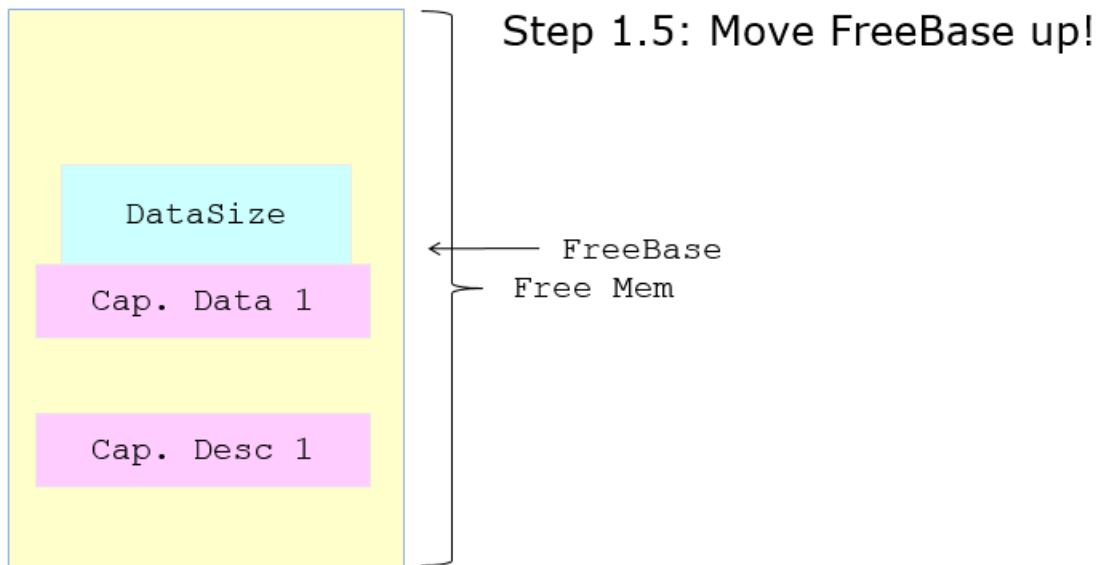 Step 1.5: Move FreeBase up!
DataSize
FreeBase
Free Mem
Cap. Data 1
Cap. Desc 1